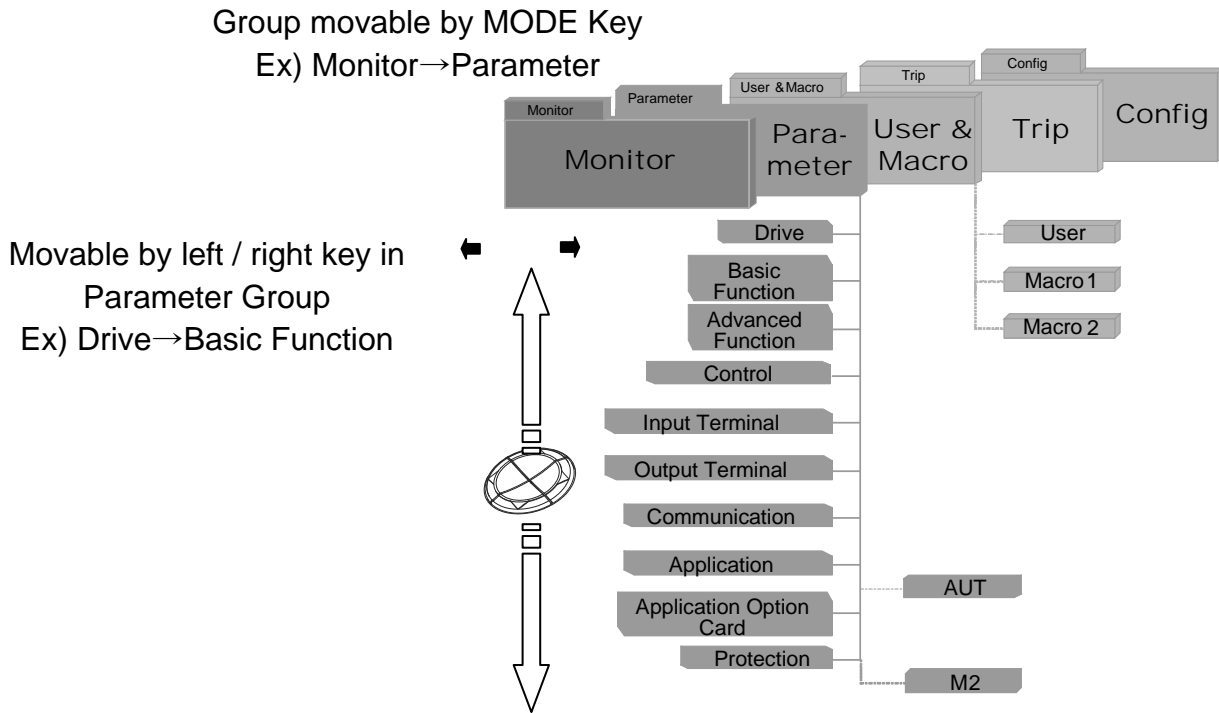 Group movable by MODE Key
Ex) Monitor→Parameter
Monitor
Parameter
User & Macro
Trip
Config
Monitor
Para-
meter
User &
Macro
Trip
Config
Movable by left / right key in
Parameter Group
Ex) Drive→Basic Function
Drive
Basic
Function
Advanced
Function
Control
Input Terminal
Output Terminal
Communication
Application
Application Option
Card
Protection
User
Macro 1
Macro 2
AUT
M2